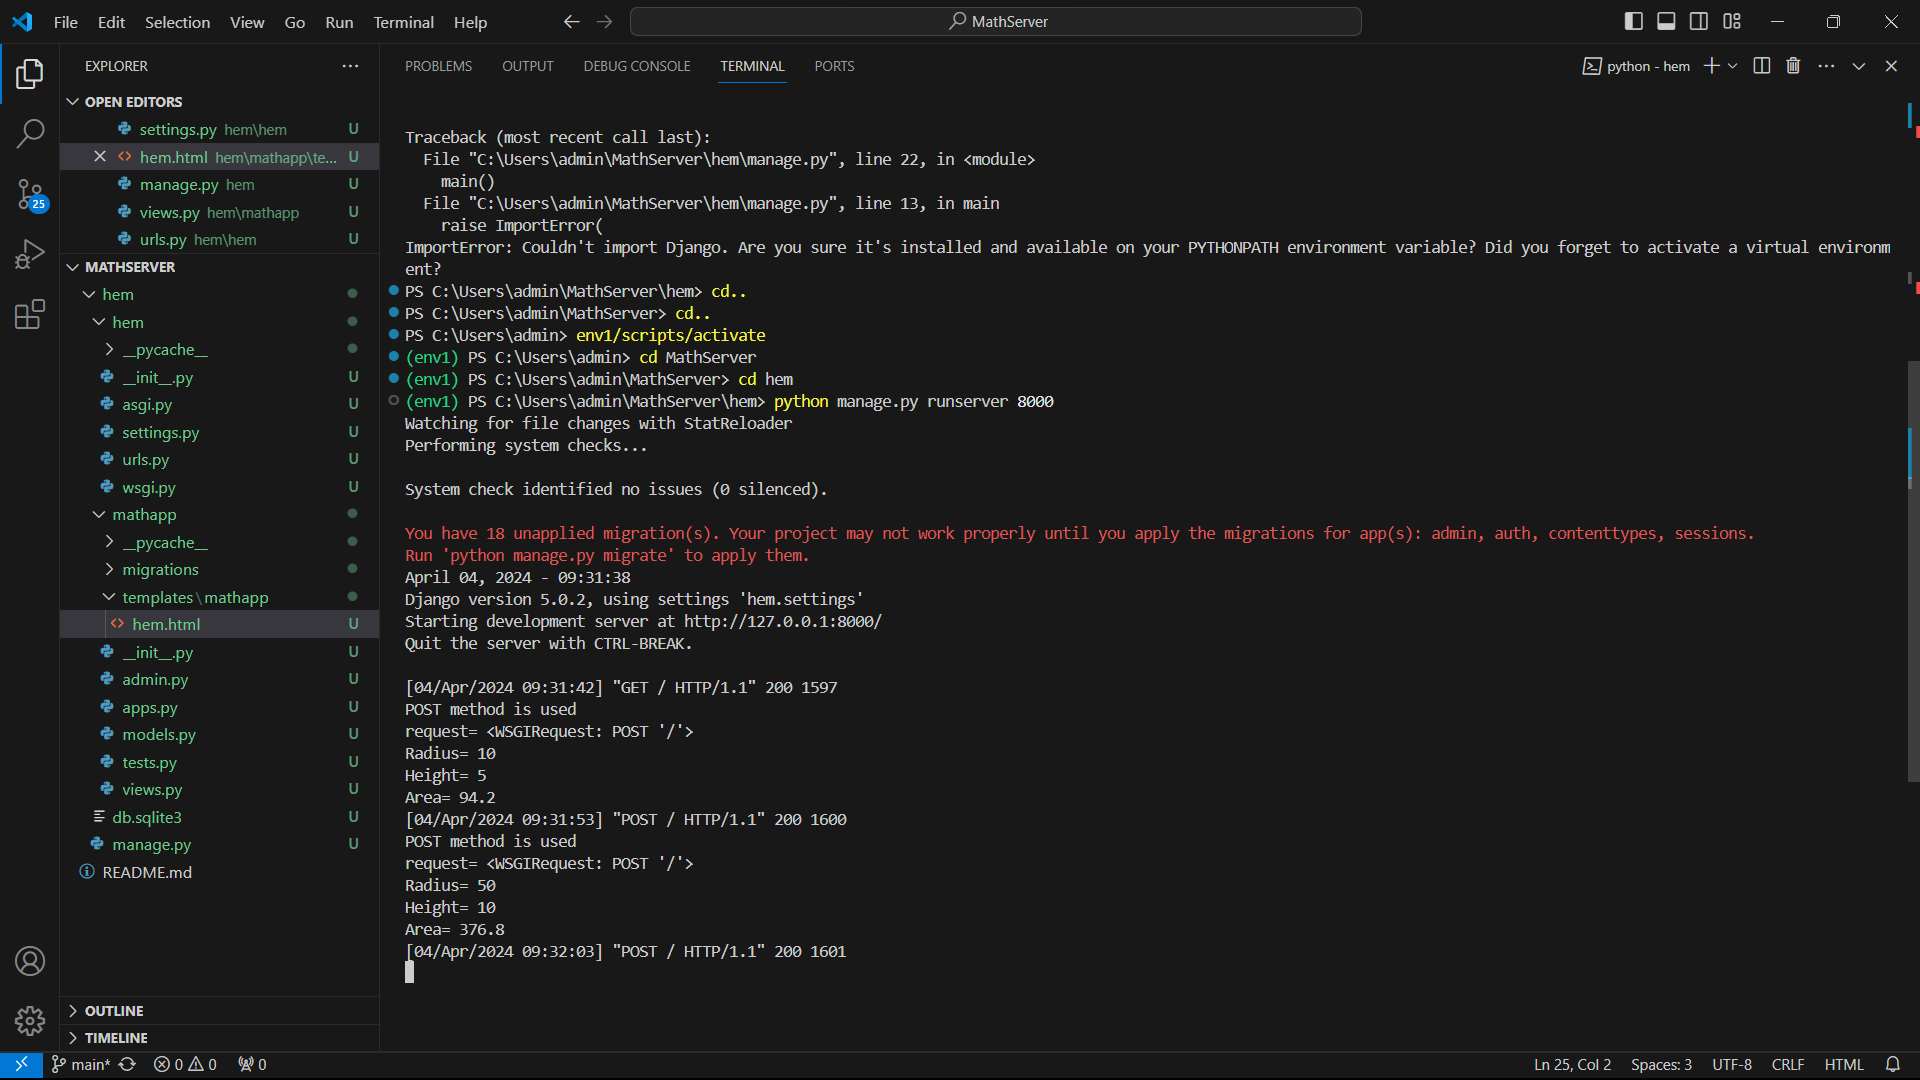 File Edit Selection View Go Run Terminal Help
MathServer
EXPLORER
OPEN EDITORS
settings.py hem\hem U
hem.html hem\mathapp\te... U
manage.py hem U
views.py hem\mathapp U
urls.py hem\hem U
MATHSERVER
hem
hem
__pycache__
__init__.py U
asgi.py U
settings.py U
urls.py U
wsgi.py U
mathapp
__pycache__
migrations
templates\mathapp
hem.html U
__init__.py U
admin.py U
apps.py U
models.py U
tests.py U
views.py U
db.sqlite3 U
manage.py U
README.md
OUTLINE
TIMELINE
25
PROBLEMS OUTPUT DEBUG CONSOLE TERMINAL PORTS
python - hem
Traceback (most recent call last):
File "C:\Users\admin\MathServer\hem\manage.py", line 22, in <module>
main()
File "C:\Users\admin\MathServer\hem\manage.py", line 13, in main
raise ImportError(
ImportError: Couldn't import Django. Are you sure it's installed and available on your PYTHONPATH environment variable? Did you forget to activate a virtual environm
ent?
PS C:\Users\admin\MathServer\hem> cd..
PS C:\Users\admin\MathServer> cd..
PS C:\Users\admin> env1/scripts/activate
(env1) PS C:\Users\admin> cd MathServer
(env1) PS C:\Users\admin\MathServer> cd hem
(env1) PS C:\Users\admin\MathServer\hem> python manage.py runserver 8000
Watching for file changes with StatReloader
Performing system checks...
System check identified no issues (0 silenced).
You have 18 unapplied migration(s). Your project may not work properly until you apply the migrations for app(s): admin, auth, contenttypes, sessions.
Run 'python manage.py migrate' to apply them.
April 04, 2024 - 09:31:38
Django version 5.0.2, using settings 'hem.settings'
Starting development server at http://127.0.0.1:8000/
Quit the server with CTRL-BREAK.
[04/Apr/2024 09:31:42] "GET / HTTP/1.1" 200 1597
POST method is used
request= <WSGIRequest: POST '/'>
Radius= 10
Height= 5
Area= 94.2
[04/Apr/2024 09:31:53] "POST / HTTP/1.1" 200 1600
POST method is used
request= <WSGIRequest: POST '/'>
Radius= 50
Height= 10
Area= 376.8
[04/Apr/2024 09:32:03] "POST / HTTP/1.1" 200 1601
main* 0 0 0
Ln 25, Col 2 Spaces: 3 UTF-8 CRLF HTML